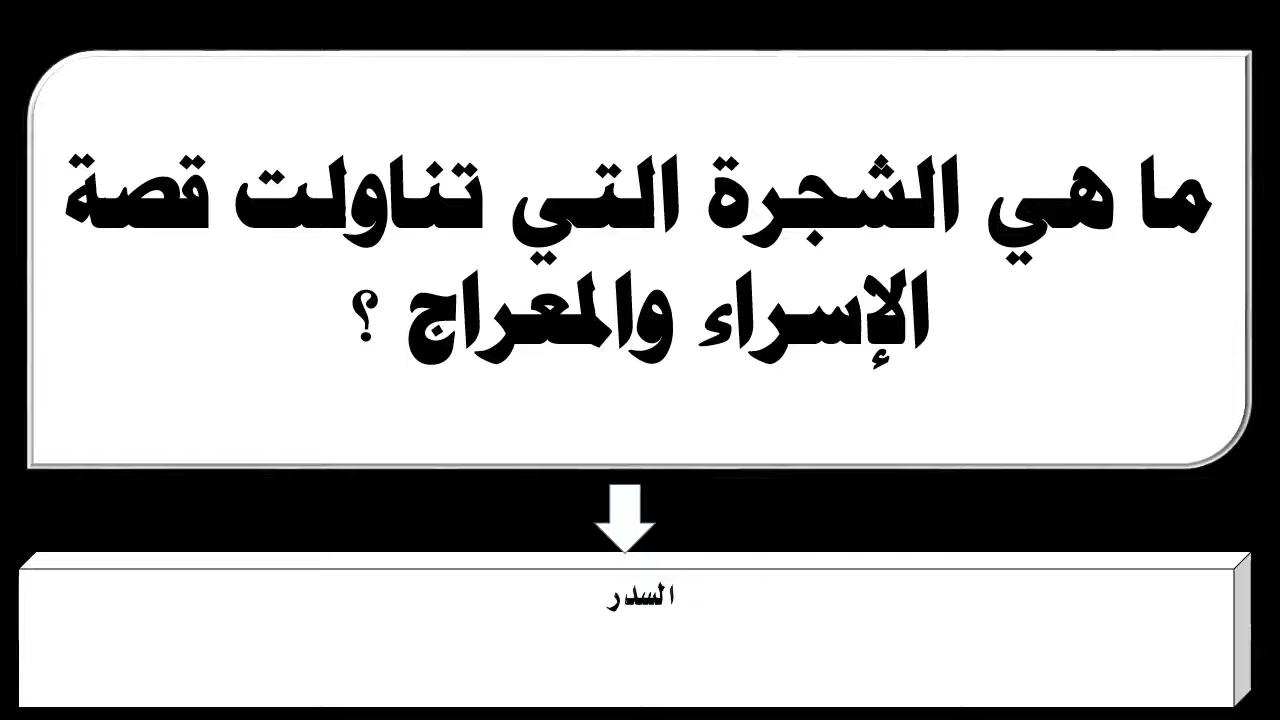 ما هي الشجرة التي تناولت قصة
الإسراء والمعراج ؟
السدر